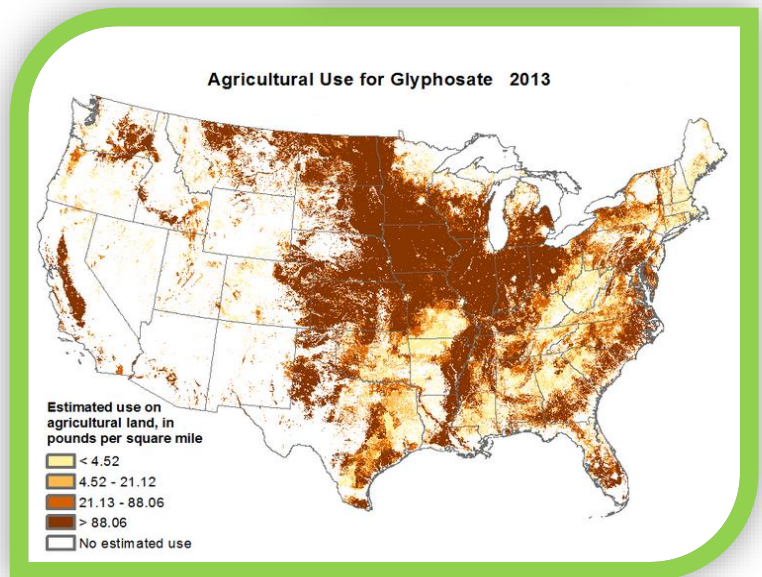 Agricultural Use for Glyphosate 2013
Estimated use on
agricultural land, in
pounds per square mile
< 4.52
4.52 - 21.12
21.13 - 88.06
> 88.06
No estimated use